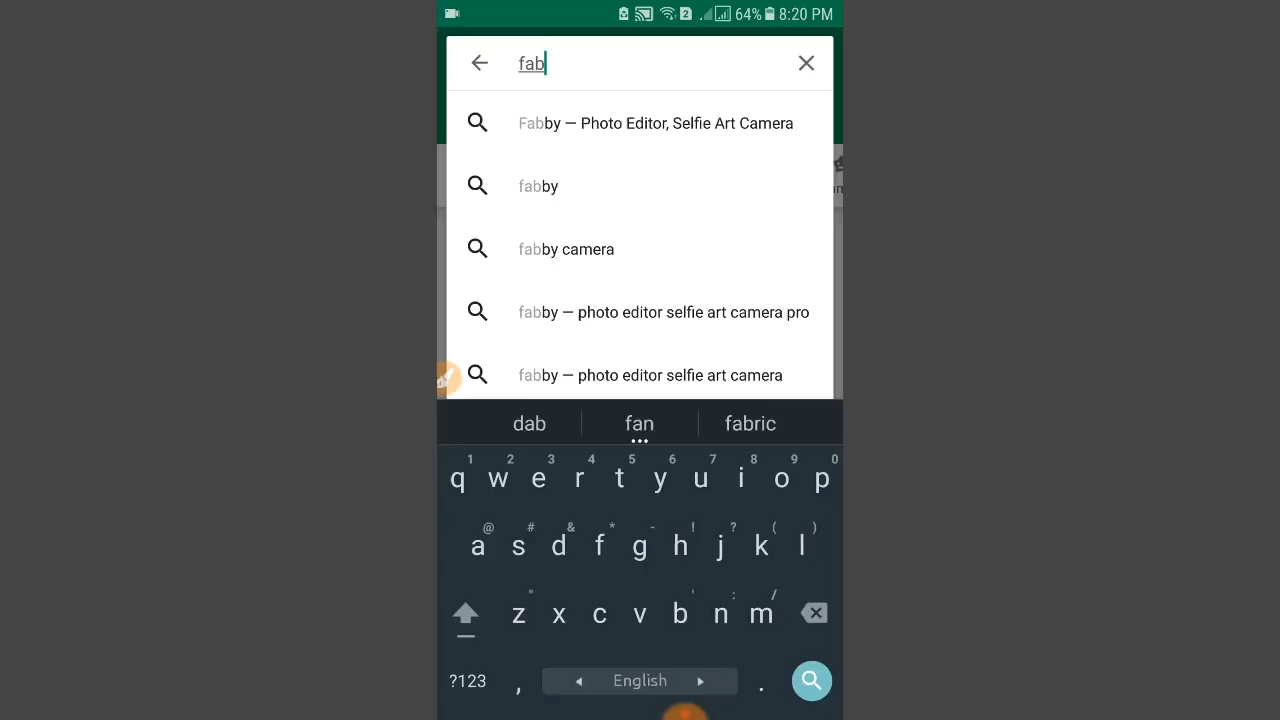 2 64% 8:20 PM
fab
Fabby — Photo Editor, Selfie Art Camera
fabby
fabby camera
fabby — photo editor selfie art camera pro
fabby — photo editor selfie art camera
dab fan fabric
1 2 3 4 5 6 7 8 9 0
q w e r t y u i o p
@ # & * - ! ? ( )
a s d f g h j k l
" ' : /
z x c v b n m
?123 , English .